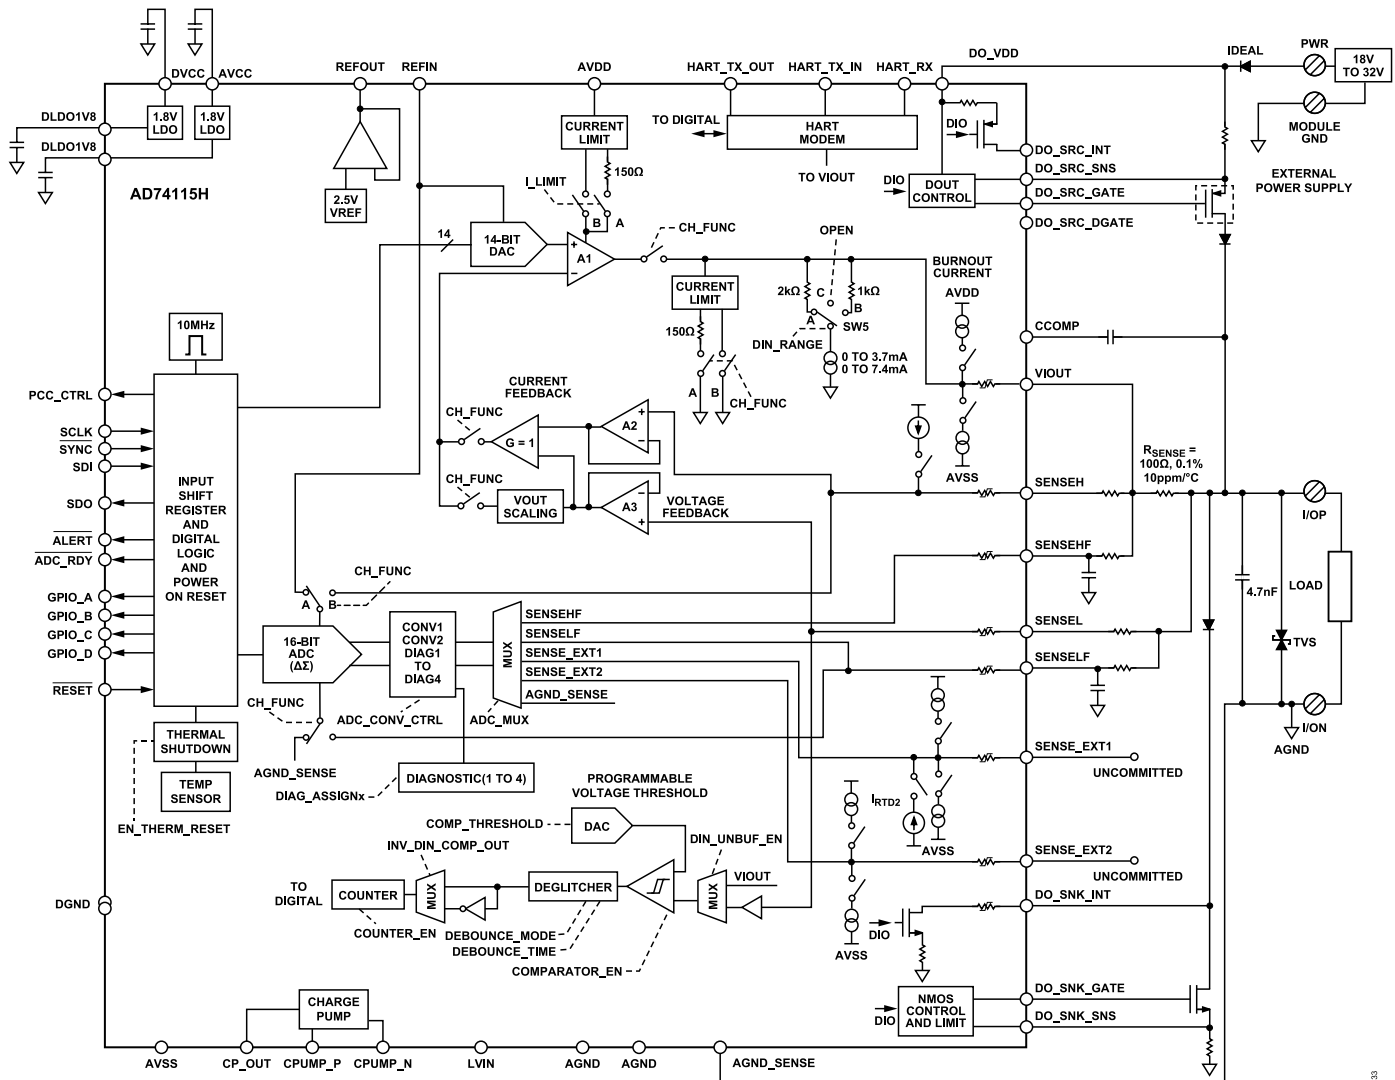 DVCC
AVCC
REFOUT
REFIN
AVDD
HART_TX_OUT
HART_TX_IN
HART_RX
DO_VDD
IDEAL
PWR
18V
TO 32V
DLDO1V8
DLDO1V8
1.8V
LDO
1.8V
LDO
AD74115H
2.5V
VREF
CURRENT
LIMIT
150Ω
I_LIMIT
B
A
TO DIGITAL
HART
MODEM
TO VIOUT
DIO
DIO
DOUT
CONTROL
DO_SRC_INT
DO_SRC_SNS
DO_SRC_GATE
DO_SRC_DGATE
MODULE
GND
EXTERNAL
POWER SUPPLY
14
14-BIT
DAC
+
−
A1
CH_FUNC
CURRENT
LIMIT
150Ω
A
B
CH_FUNC
OPEN
2kΩ
C
1kΩ
A
B
SW5
DIN_RANGE
0 TO 3.7mA
0 TO 7.4mA
BURNOUT
CURRENT
AVDD
AVSS
CCOMP
VIOUT
10MHz
PCC_CTRL
SCLK
SYNC
SDI
SDO
ALERT
ADC_RDY
GPIO_A
GPIO_B
GPIO_C
GPIO_D
RESET
INPUT
SHIFT
REGISTER
AND
DIGITAL
LOGIC
AND
POWER
ON RESET
CURRENT
FEEDBACK
CH_FUNC
G = 1
A2
+
−
CH_FUNC
VOUT
SCALING
A3
−
+
VOLTAGE
FEEDBACK
RSENSE =
100Ω, 0.1%
10ppm/°C
SENSEH
SENSEHF
SENSEL
SENSELF
I/OP
LOAD
4.7nF
TVS
I/ON
AGND
CH_FUNC
A
B
16-BIT
ADC
(ΔΣ)
CONV1
CONV2
DIAG1
TO
DIAG4
MUX
SENSEHF
SENSELF
SENSE_EXT1
SENSE_EXT2
AGND_SENSE
CH_FUNC
ADC_CONV_CTRL
ADC_MUX
AGND_SENSE
THERMAL
SHUTDOWN
TEMP
SENSOR
EN_THERM_RESET
DIAG_ASSIGNx
DIAGNOSTIC(1 TO 4)
PROGRAMMABLE
VOLTAGE THRESHOLD
COMP_THRESHOLD
DAC
INV_DIN_COMP_OUT
DIN_UNBUF_EN
TO
DIGITAL
COUNTER
MUX
DEGLITCHER
MUX
VIOUT
COUNTER_EN
DEBOUNCE_MODE
DEBOUNCE_TIME
COMPARATOR_EN
IRTD2
AVSS
SENSE_EXT1
UNCOMMITTED
SENSE_EXT2
UNCOMMITTED
AVSS
DIO
DO_SNK_INT
DGND
DIO
NMOS
CONTROL
AND LIMIT
DO_SNK_GATE
DO_SNK_SNS
CHARGE
PUMP
AVSS
CP_OUT
CPUMP_P
CPUMP_N
LVIN
AGND
AGND
AGND_SENSE
33